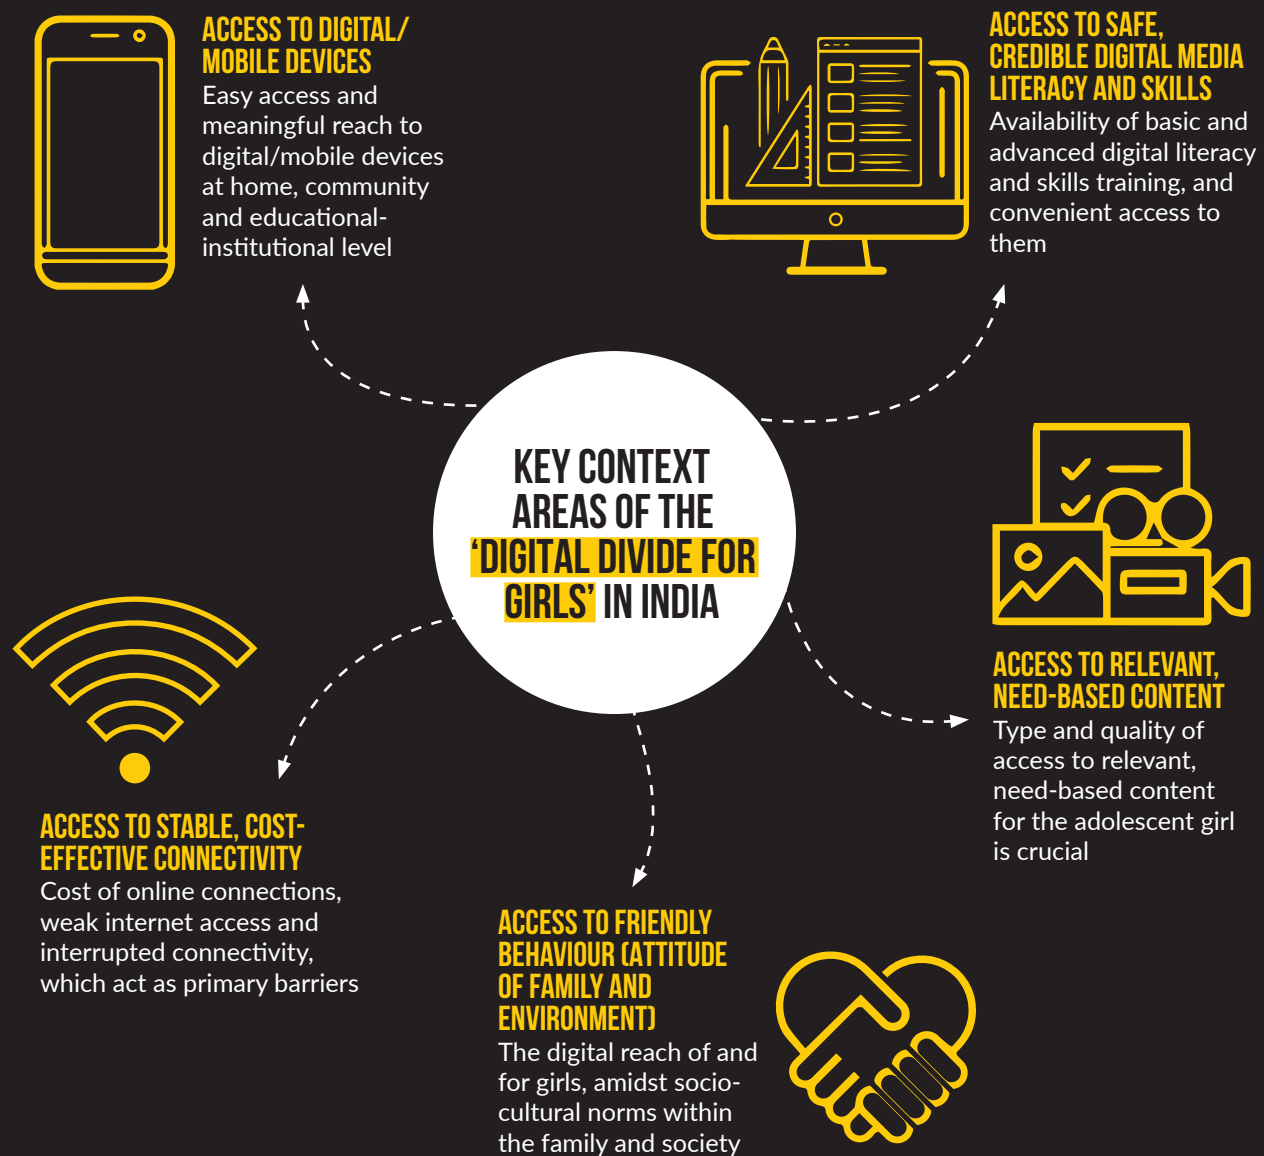 ACCESS TO DIGITAL/
MOBILE DEVICES
Easy access and
meaningful reach to
digital/mobile devices
at home, community
and educational-
institutional level
ACCESS TO SAFE,
CREDIBLE DIGITAL MEDIA
LITERACY AND SKILLS
Availability of basic and
advanced digital literacy
and skills training, and
convenient access to
them
KEY CONTEXT
AREAS OF THE
‘DIGITAL DIVIDE FOR
GIRLS’ IN INDIA
ACCESS TO RELEVANT,
NEED-BASED CONTENT
Type and quality of
access to relevant,
need-based content
for the adolescent girl
is crucial
ACCESS TO STABLE, COST-
EFFECTIVE CONNECTIVITY
Cost of online connections,
weak internet access and
interrupted connectivity,
which act as primary barriers
ACCESS TO FRIENDLY
BEHAVIOUR (ATTITUDE
OF FAMILY AND
ENVIRONMENT)
The digital reach of and
for girls, amidst socio-
cultural norms within
the family and society